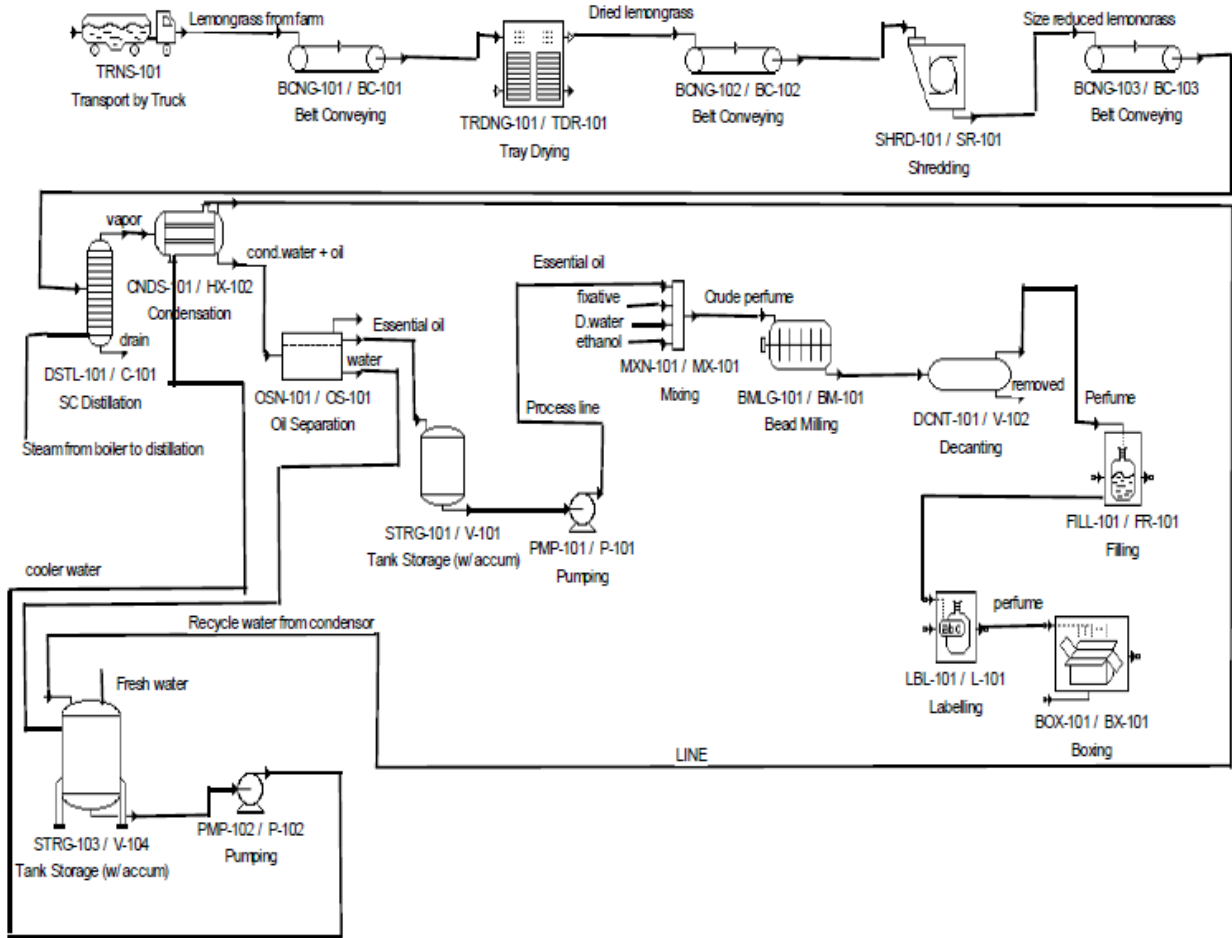 Lemongrass from farm
TRNS-101
Transport by Truck
BCNG-101 / BC-101
Belt Conveying
TRDNG-101 / TDR-101
Tray Drying
Dried lemongrass
BCNG-102 / BC-102
Belt Conveying
SHRD-101 / SR-101
Shredding
Size reduced lemongrass
BCNG-103 / BC-103
Belt Conveying
vapor
cond.water + oil
CNDS-101 / HX-102
Condensation
drain
DSTL-101 / C-101
SC Distillation
Steam from boiler to distillation
Essential oil
water
OSN-101 / OS-101
Oil Separation
STRG-101 / V-101
Tank Storage (w/ accum)
Process line
PMP-101 / P-101
Pumping
Essential oil
fixative
D.water
ethanol
MXN-101 / MX-101
Mixing
Crude perfume
BMLG-101 / BM-101
Bead Milling
removed
DCNT-101 / V-102
Decanting
Perfume
FILL-101 / FR-101
Filling
abc
LBL-101 / L-101
Labelling
perfume
BOX-101 / BX-101
Boxing
cooler water
Recycle water from condensor
Fresh water
LINE
STRG-103 / V-104
Tank Storage (w/ accum)
PMP-102 / P-102
Pumping